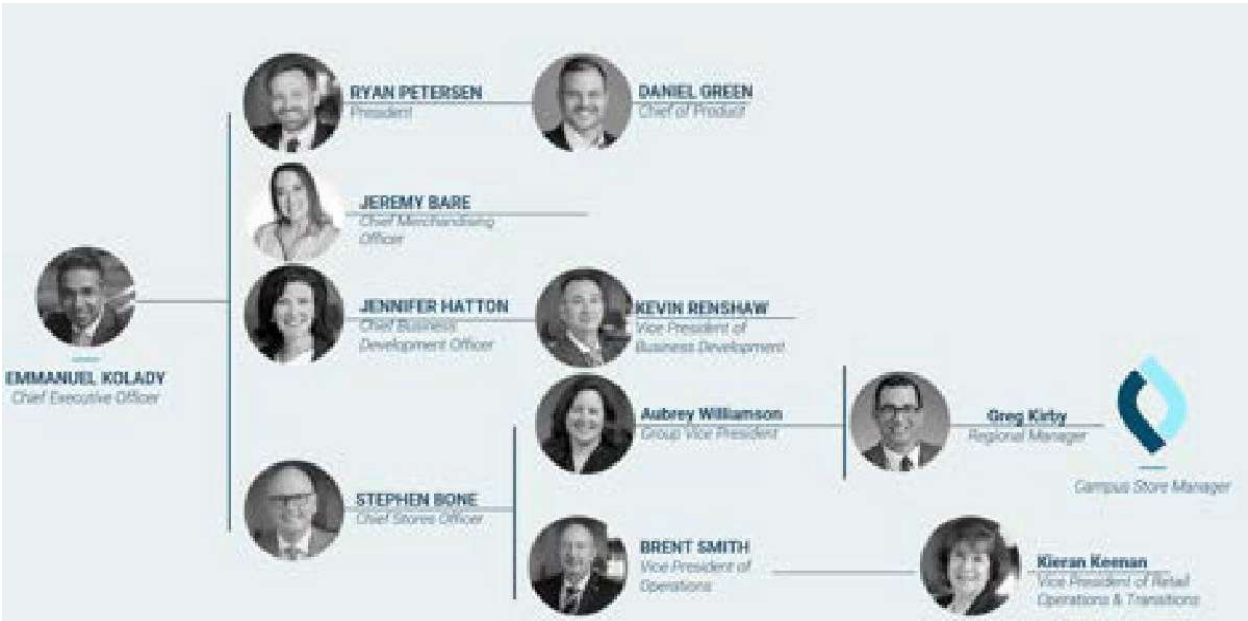 RYAN PETERSEN
President
DANIEL GREEN
Chief of Product
JEREMY BARE
Chief Merchandising
Officer
EMMANUEL KOLADY
Chief Executive Officer
JENNIFER HATTON
Chief Business
Development Officer
KEVIN RENSHAW
Vice President of
Business Development
Aubrey Williamson
Group Vice President
Greg Kirby
Regional Manager
Campus Store Manager
STEPHEN BONE
Chief Stores Officer
BRENT SMITH
Vice President of
Operations
Kieran Keenan
Vice President of Retail
Operations & Transitions